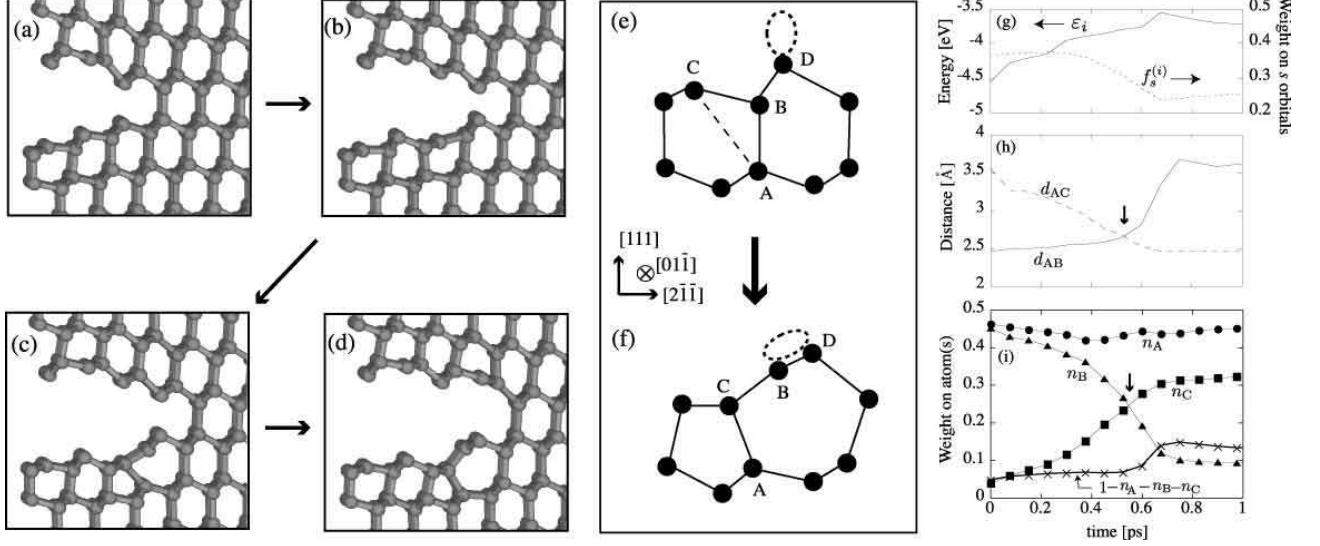 (a)
(b)
(c)
(d)
(e)
C
D
B
A
[111]
[011̄]
[21̄1̄]
(f)
D
C
B
A
(g)
Energy [eV]
-3.5
-4
-4.5
-5
ε_i
f_s^(i)
0.5
0.4
0.3
0.2
Weight on s orbitals
(h)
Distance [Å]
4
3.5
3
2.5
2
d_AC
d_AB
(i)
Weight on atom(s)
0.5
0.4
0.3
0.2
0.1
0
n_A
n_B
n_C
1−n_A−n_B−n_C
0 0.2 0.4 0.6 0.8 1
time [ps]